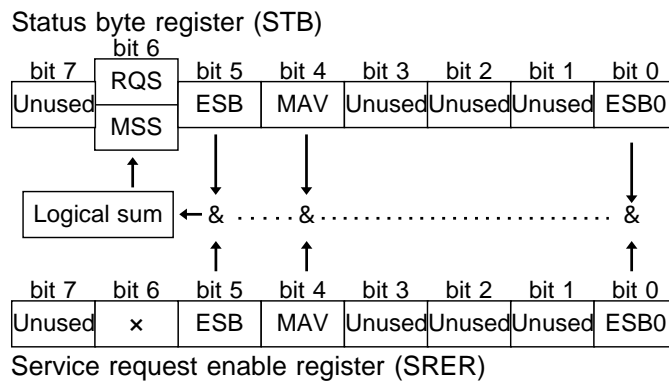 Status byte register (STB)
bit 7 bit 6 bit 5 bit 4 bit 3 bit 2 bit 1 bit 0
Unused RQS MSS ESB MAV Unused Unused Unused ESB0
Logical sum & & &
bit 7 bit 6 bit 5 bit 4 bit 3 bit 2 bit 1 bit 0
Unused × ESB MAV Unused Unused Unused ESB0
Service request enable register (SRER)